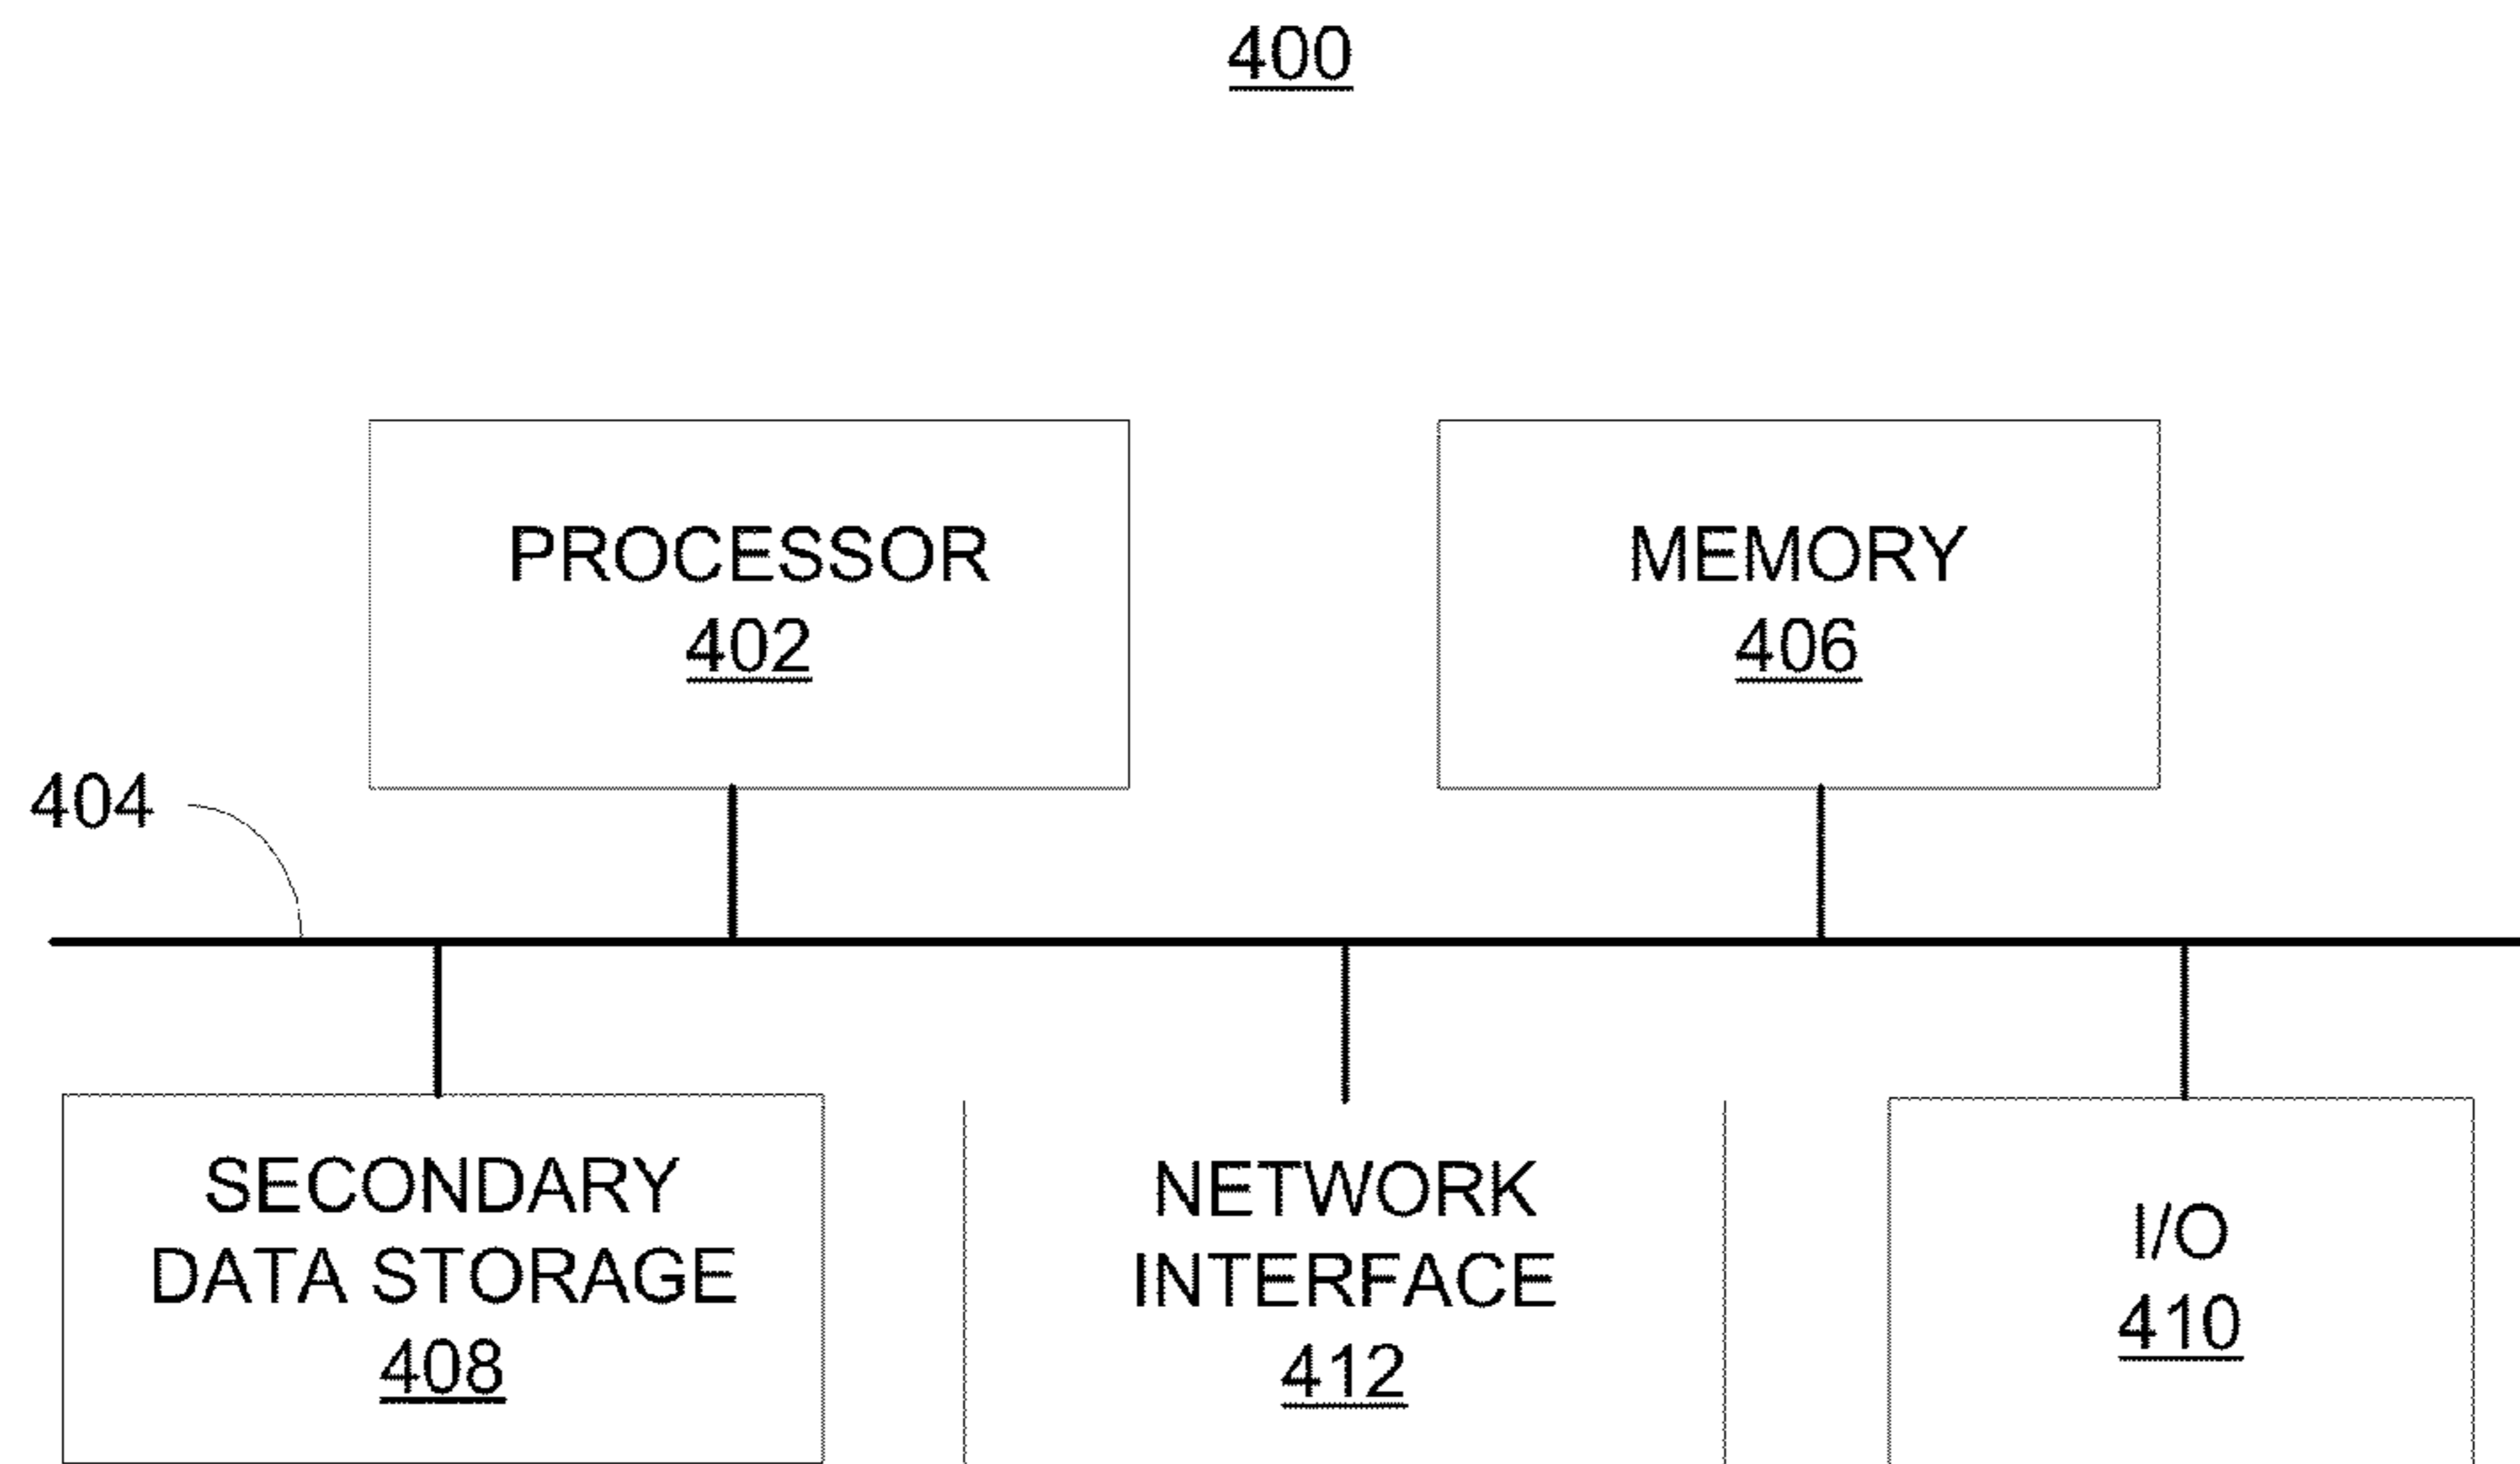 400
PROCESSOR
402
MEMORY
406
404
SECONDARY
DATA STORAGE
408
NETWORK
INTERFACE
412
I/O
410